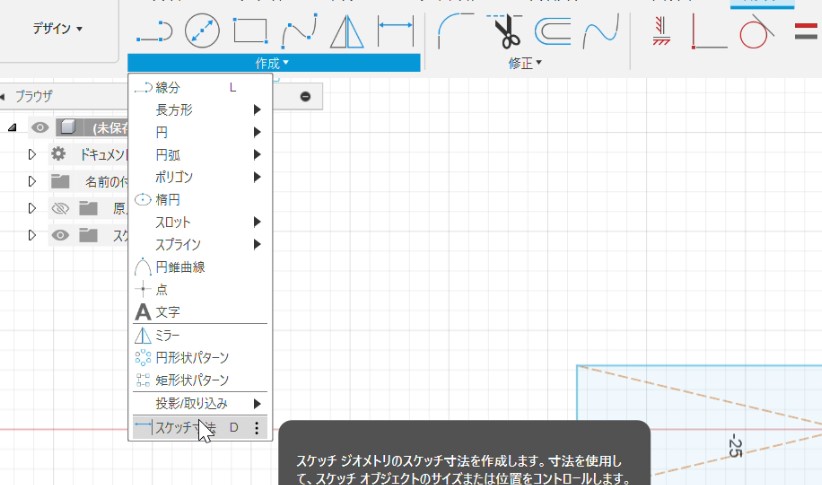 デザイン
作成
修正
ブラウザ
(未保存
ドキュメント
名前の付
原
スケ
線分 L
長方形
円
円弧
ポリゴン
楕円
スロット
スプライン
円錐曲線
点
A 文字
ミラー
円形状パターン
矩形状パターン
投影/取り込み
スケッチ寸法 D
-25
スケッチ ジオメトリのスケッチ寸法を作成します。寸法を使用し
て、スケッチ オブジェクトのサイズまたは位置をコントロールします。